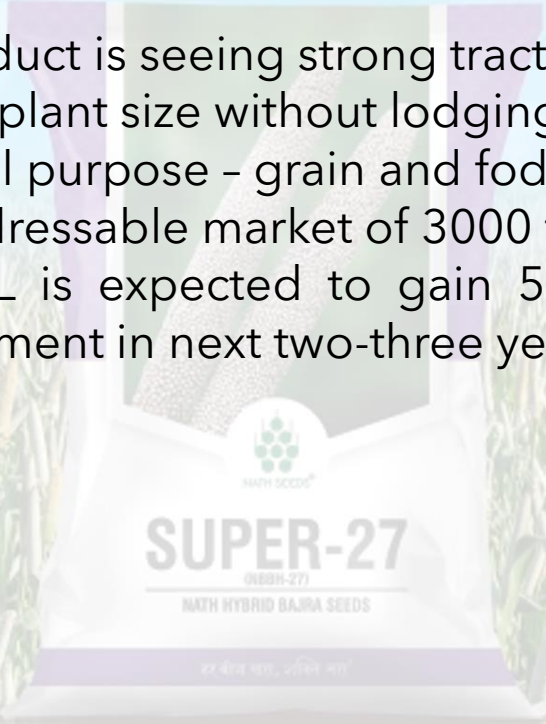 duct is seeing strong tract
plant size without lodging
l purpose – grain and fod
dressable market of 3000
L is expected to gain 5
ment in next two-three ye
NATH SEEDS
SUPER-27
(NBBH-27)
NATH HYBRID BAJRA SEEDS